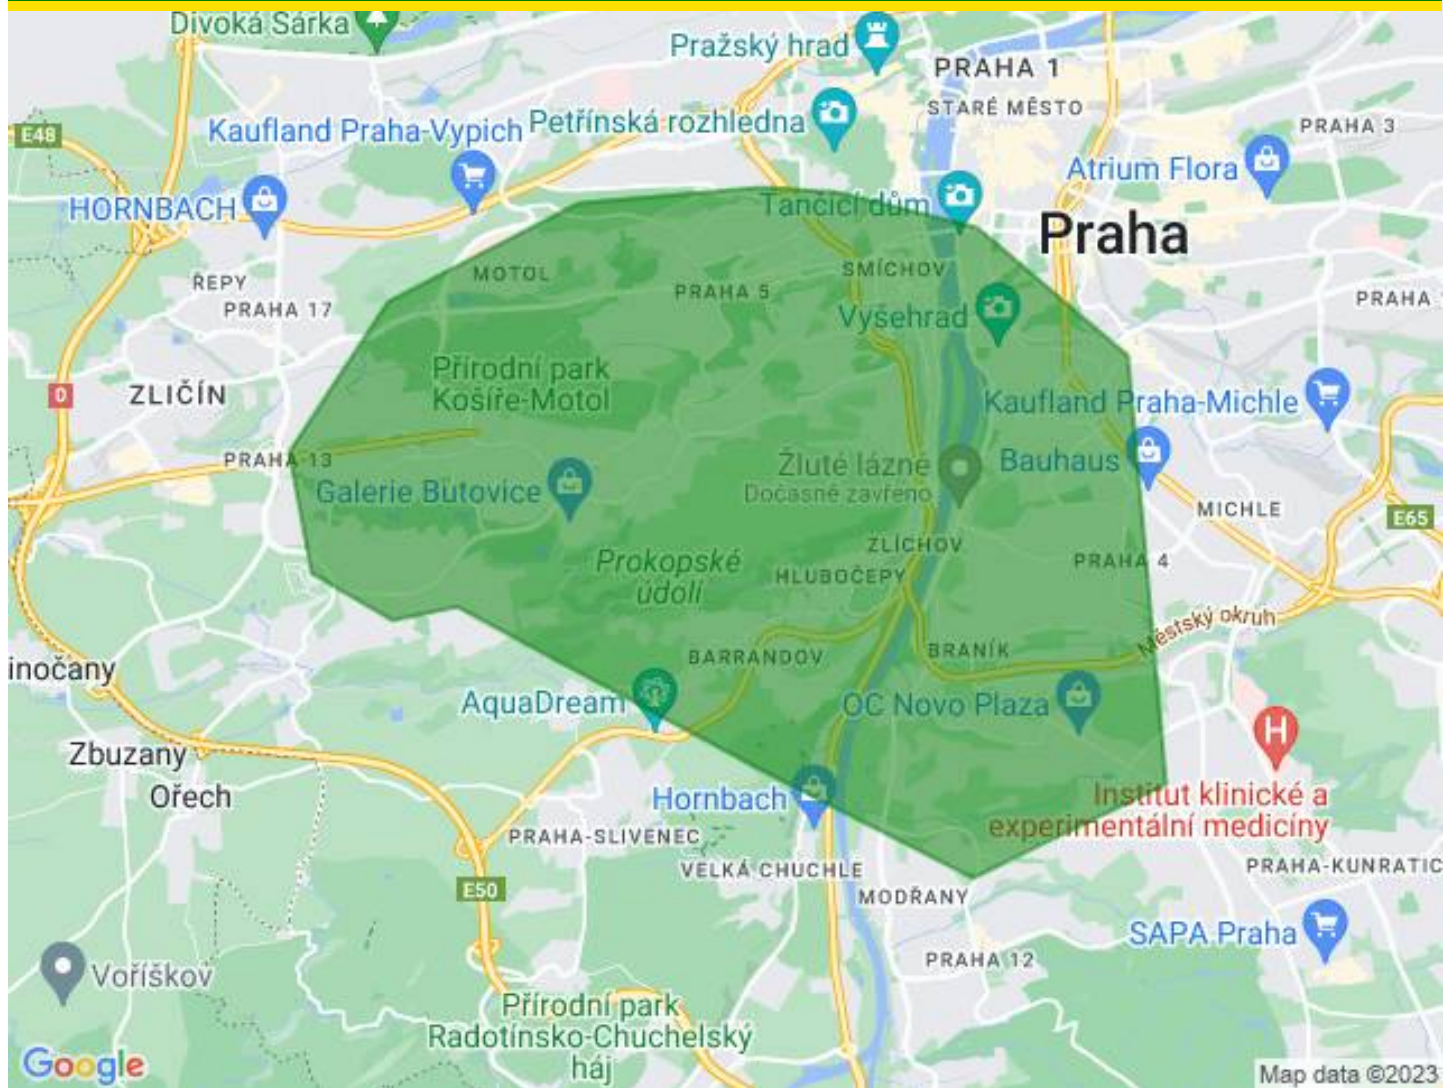 Divoká Šárka
Pražský hrad
PRAHA 1
STARÉ MĚSTO
E48
Kaufland Praha-Vypich
Petřínská rozhledna
PRAHA 3
Atrium Flora
HORNBACH
Tančící dům
Praha
ŘEPY
MOTOL
SMÍCHOV
PRAHA 17
PRAHA 5
PRAHA
Vyšehrad
Přírodní park
Košíře-Motol
ZLIČÍN
0
Kaufland Praha-Michle
PRAHA 13
Žluté lázně
Dočasně zavřeno
Bauhaus
Galerie Butovice
MICHLE
E65
ZLÍCHOV
Prokopské
údolí
HLUBOČEPY
PRAHA 4
Městský okruh
BRANÍK
BARRANDOV
inočany
AquaDream
OC Novo Plaza
Zbuzany
Ořech
Hornbach
Institut klinické a
experimentální medicíny
PRAHA-SLIVENEC
VELKÁ CHUCHLE
PRAHA-KUNRATIC
E50
MODŘANY
SAPA Praha
PRAHA 12
Voříškov
Přírodní park
Radotínsko-Chuchelský
háj
Google
Map data ©2023